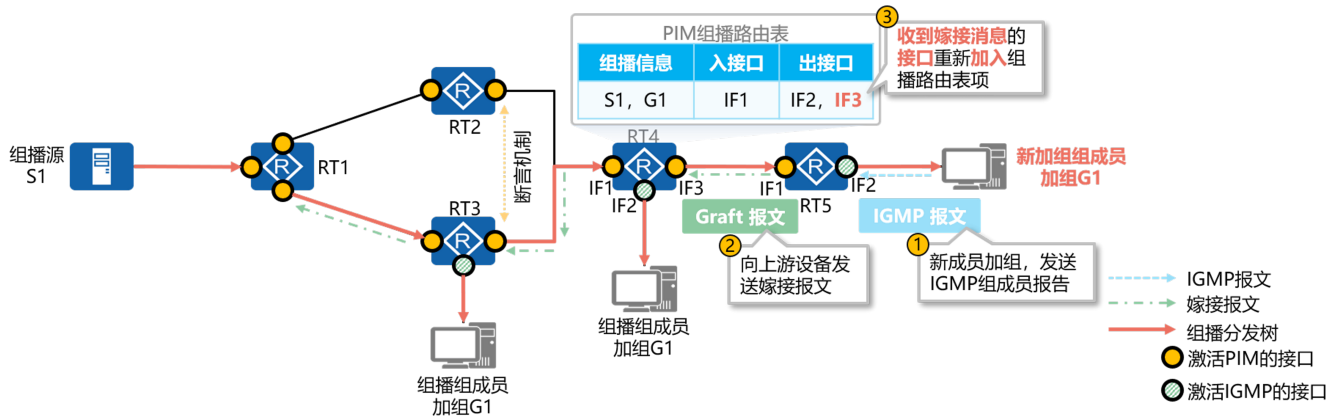 PIM组播路由表
组播信息
入接口
出接口
S1，G1
IF1
IF2，IF3
③
收到嫁接消息的
接口重新加入组
播路由表项
组播源
S1
R
RT1
R
RT2
断言机制
R
RT3
R
RT4
IF1
IF2
IF3
R
RT5
IF1
IF2
新加组组成员
加组G1
Graft 报文
IGMP 报文
②
向上游设备发
送嫁接报文
①
新成员加组，发送
IGMP组成员报告
组播组成员
加组G1
组播组成员
加组G1
IGMP报文
嫁接报文
组播分发树
激活PIM的接口
激活IGMP的接口